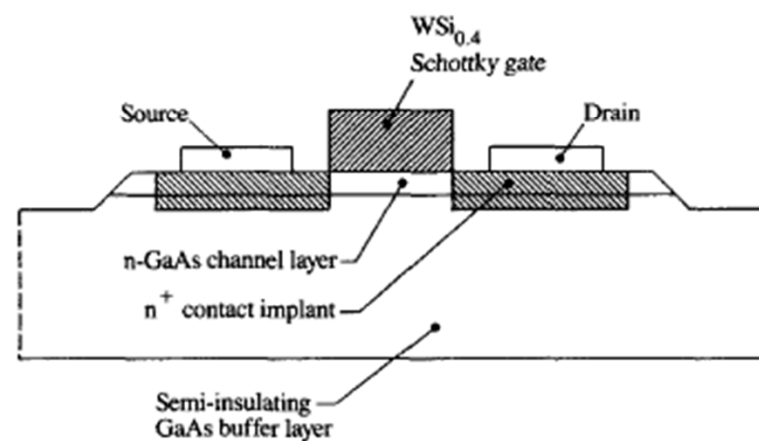 WSi₀.₄
Schottky gate
Source
Drain
n-GaAs channel layer
n⁺ contact implant
Semi-insulating
GaAs buffer layer